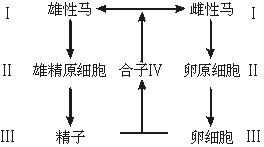 Ⅰ 雄性马 雌性马 Ⅰ
Ⅱ 雄精原细胞 合子Ⅳ 卵原细胞 Ⅱ
Ⅲ 精子 卵细胞 Ⅲ